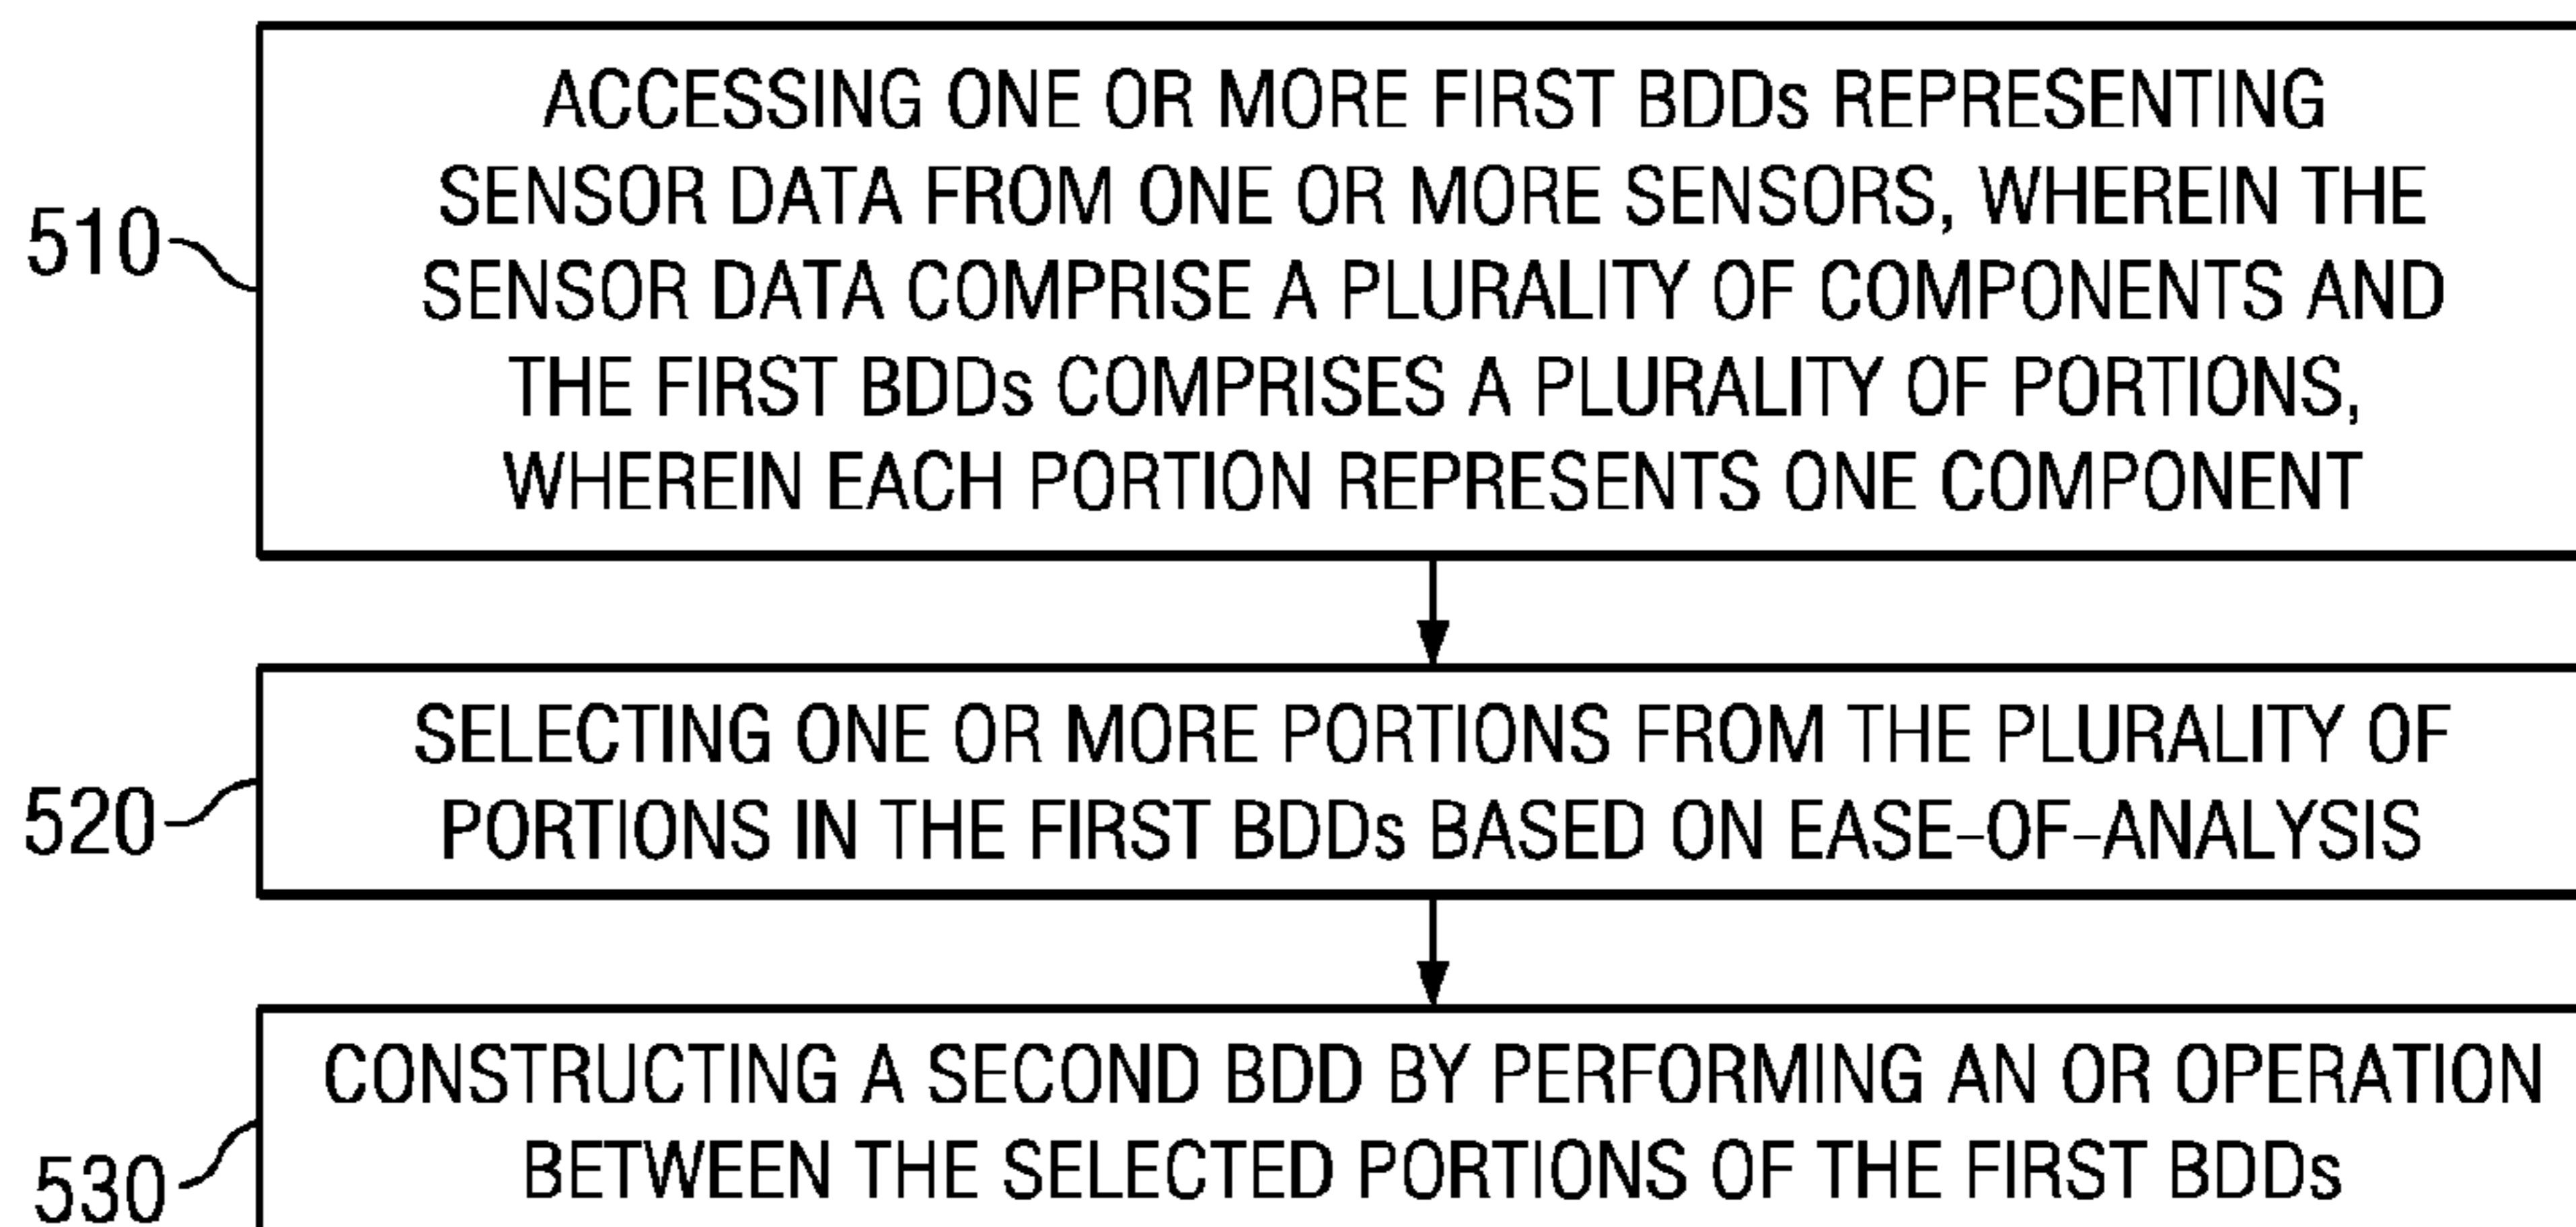 ACCESSING ONE OR MORE FIRST BDDs REPRESENTING
SENSOR DATA FROM ONE OR MORE SENSORS, WHEREIN THE
510
SENSOR DATA COMPRISE A PLURALITY OF COMPONENTS AND
THE FIRST BDDs COMPRISES A PLURALITY OF PORTIONS,
WHEREIN EACH PORTION REPRESENTS ONE COMPONENT
SELECTING ONE OR MORE PORTIONS FROM THE PLURALITY OF
520
PORTIONS IN THE FIRST BDDs BASED ON EASE-OF-ANALYSIS
CONSTRUCTING A SECOND BDD BY PERFORMING AN OR OPERATION
530
BETWEEN THE SELECTED PORTIONS OF THE FIRST BDDs